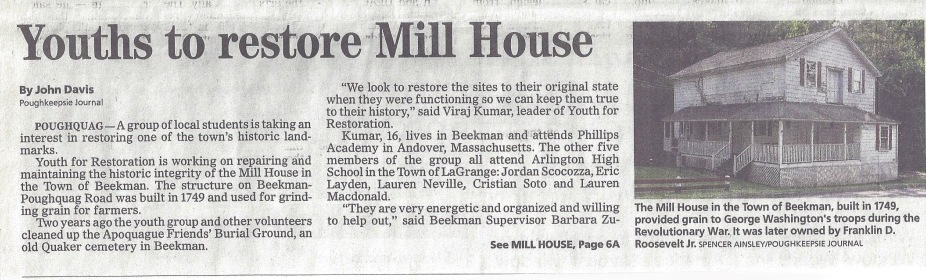 Youths to restore Mill House
By John Davis
Poughkeepsie Journal
POUGHQUAG — A group of local students is taking an
interest in restoring one of the town's historic land-
marks.
Youth for Restoration is working on repairing and
maintaining the historic integrity of the Mill House in
the Town of Beekman. The structure on Beekman-
Poughquag Road was built in 1749 and used for grind-
ing grain for farmers.
Two years ago the youth group and other volunteers
cleaned up the Apoquague Friends' Burial Ground, an
old Quaker cemetery in Beekman.
"We look to restore the sites to their original state
when they were functioning so we can keep them true
to their history," said Viraj Kumar, leader of Youth for
Restoration.
Kumar, 16, lives in Beekman and attends Phillips
Academy in Andover, Massachusetts. The other five
members of the group all attend Arlington High
School in the Town of LaGrange: Jordan Scocozza, Eric
Layden, Lauren Neville, Cristian Soto and Lauren
Macdonald.
"They are very energetic and organized and willing
to help out," said Beekman Supervisor Barbara Zu-
See MILL HOUSE, Page 6A
The Mill House in the Town of Beekman, built in 1749,
provided grain to George Washington's troops during the
Revolutionary War. It was later owned by Franklin D.
Roosevelt Jr. SPENCER AINSLEY/POUGHKEEPSIE JOURNAL